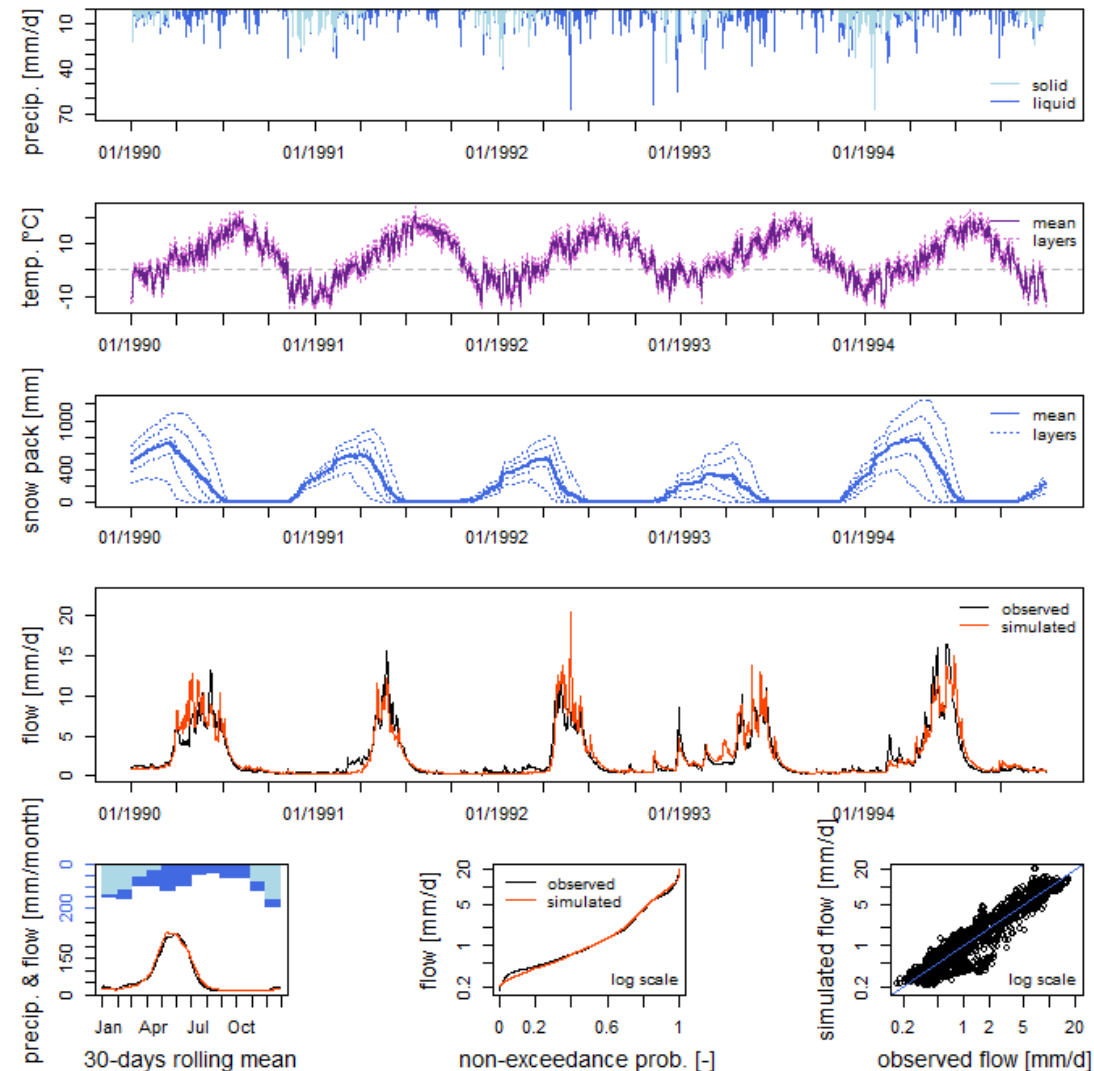 precip. [mm/d]
10
40
70
solid
liquid
01/1990 01/1991 01/1992 01/1993 01/1994
temp. [ºC]
10
-10
mean
layers
01/1990 01/1991 01/1992 01/1993 01/1994
snow pack [mm]
1000
400
0
mean
layers
01/1990 01/1991 01/1992 01/1993 01/1994
flow [mm/d]
20
15
10
5
0
observed
simulated
01/1990 01/1991 01/1992 01/1993 01/1994
precip. & flow [mm/month]
0
200
150
0
Jan Apr Jul Oct
30-days rolling mean
flow [mm/d]
20
5
1
0.2
observed
simulated
log scale
0 0.2 0.6 1
non-exceedance prob. [-]
simulated flow [mm/d]
20
5
1
0.2
log scale
0.2 1 2 5 20
observed flow [mm/d]